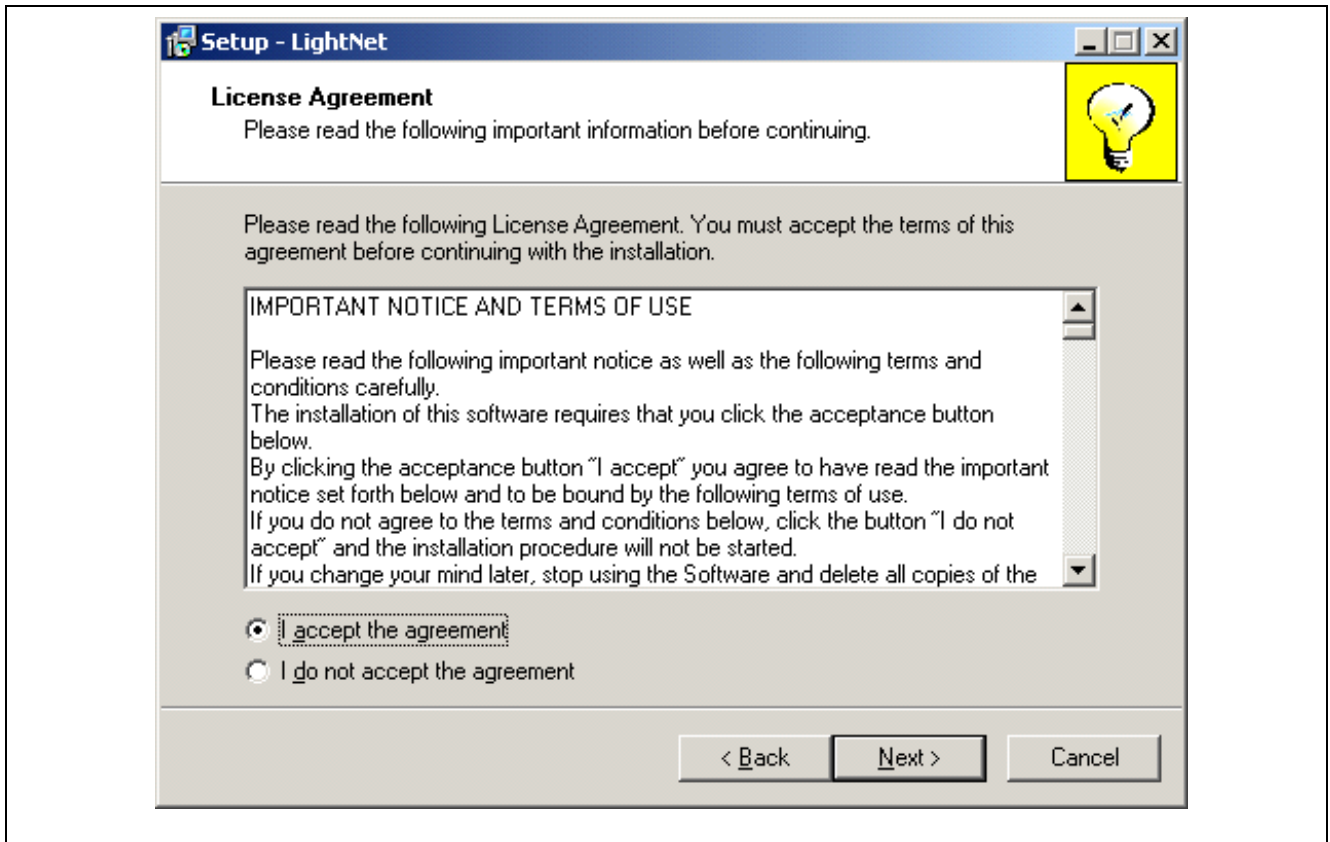 Setup - LightNet
License Agreement
Please read the following important information before continuing.
Please read the following License Agreement. You must accept the terms of this
agreement before continuing with the installation.
IMPORTANT NOTICE AND TERMS OF USE
Please read the following important notice as well as the following terms and
conditions carefully.
The installation of this software requires that you click the acceptance button
below.
By clicking the acceptance button "I accept" you agree to have read the important
notice set forth below and to be bound by the following terms of use.
If you do not agree to the terms and conditions below, click the button "I do not
accept" and the installation procedure will not be started.
If you change your mind later, stop using the Software and delete all copies of the
I accept the agreement
I do not accept the agreement
< Back Next > Cancel